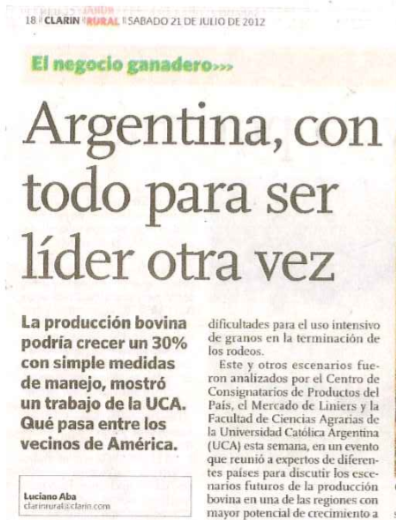 18 CLARIN RURAL SABADO 21 DE JULIO DE 2012
El negocio ganadero>>>
Argentina, con
todo para ser
líder otra vez
La producción bovina
podría crecer un 30%
con simple medidas
de manejo, mostró
un trabajo de la UCA.
Qué pasa entre los
vecinos de América.
Luciano Aba
clarinrural@clarin.com
dificultades para el uso intensivo
de granos en la terminación de
los rodeos.
Este y otros escenarios fue-
ron analizados por el Centro de
Consignatarios de Productos del
País, el Mercado de Liniers y la
Facultad de Ciencias Agrarias de
la Universidad Católica Argentina
(UCA) esta semana, en un evento
que reunió a expertos de diferen-
tes países para discutir los esce-
narios futuros de la producción
bovina en una de las regiones con
mayor potencial de crecimiento a